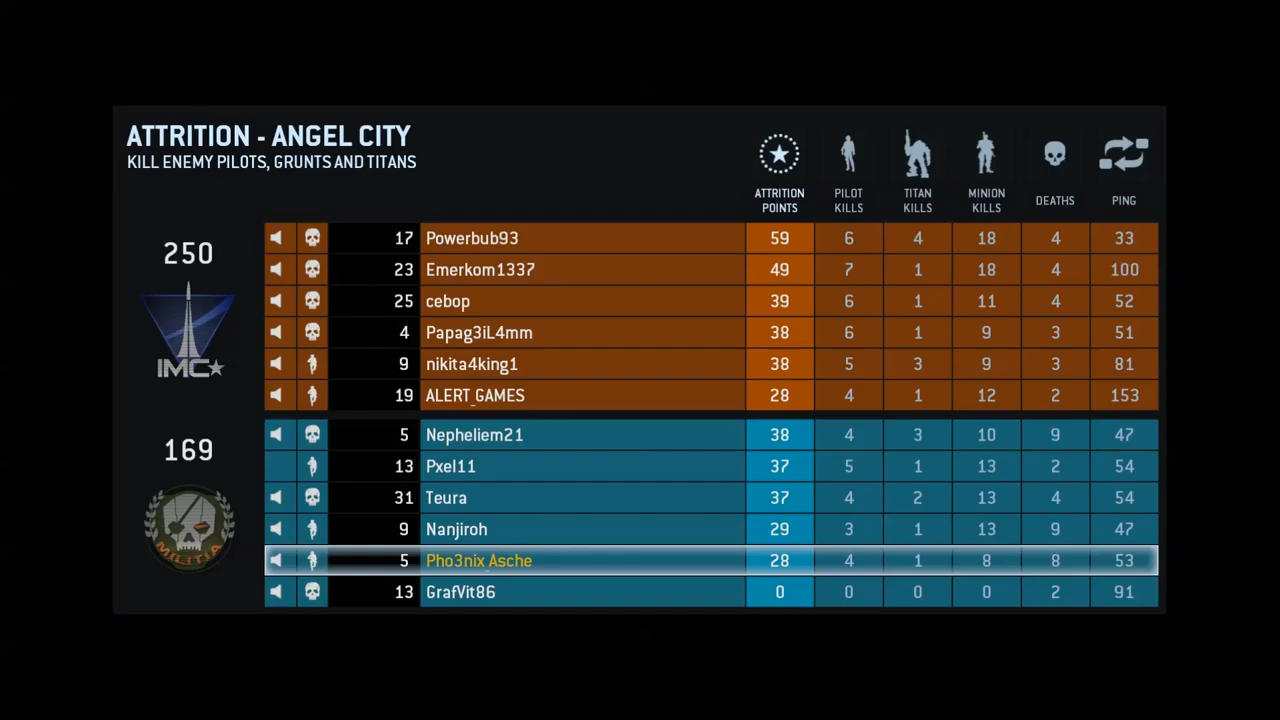 ATTRITION - ANGEL CITY
KILL ENEMY PILOTS, GRUNTS AND TITANS
ATTRITION POINTS PILOT KILLS TITAN KILLS MINION KILLS DEATHS PING
250
IMC
17 Powerbub93 59 6 4 18 4 33
23 Emerkom1337 49 7 1 18 4 100
25 cebop 39 6 1 11 4 52
4 Papag3iL4mm 38 6 1 9 3 51
9 nikita4king1 38 5 3 9 3 81
19 ALERT_GAMES 28 4 1 12 2 153
169
MILITIA
5 Nepheliem21 38 4 3 10 9 47
13 Pxel11 37 5 1 13 2 54
31 Teura 37 4 2 13 4 54
9 Nanjiroh 29 3 1 13 9 47
5 Pho3nix_Asche 28 4 1 8 8 53
13 GrafVit86 0 0 0 0 2 91